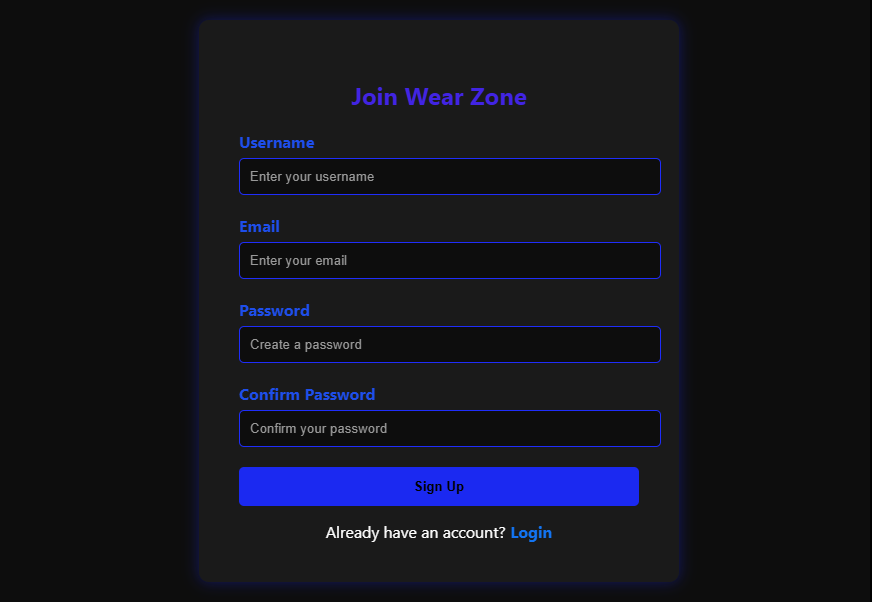 Join Wear Zone
Username
Enter your username
Email
Enter your email
Password
Create a password
Confirm Password
Confirm your password
Sign Up
Already have an account? Login